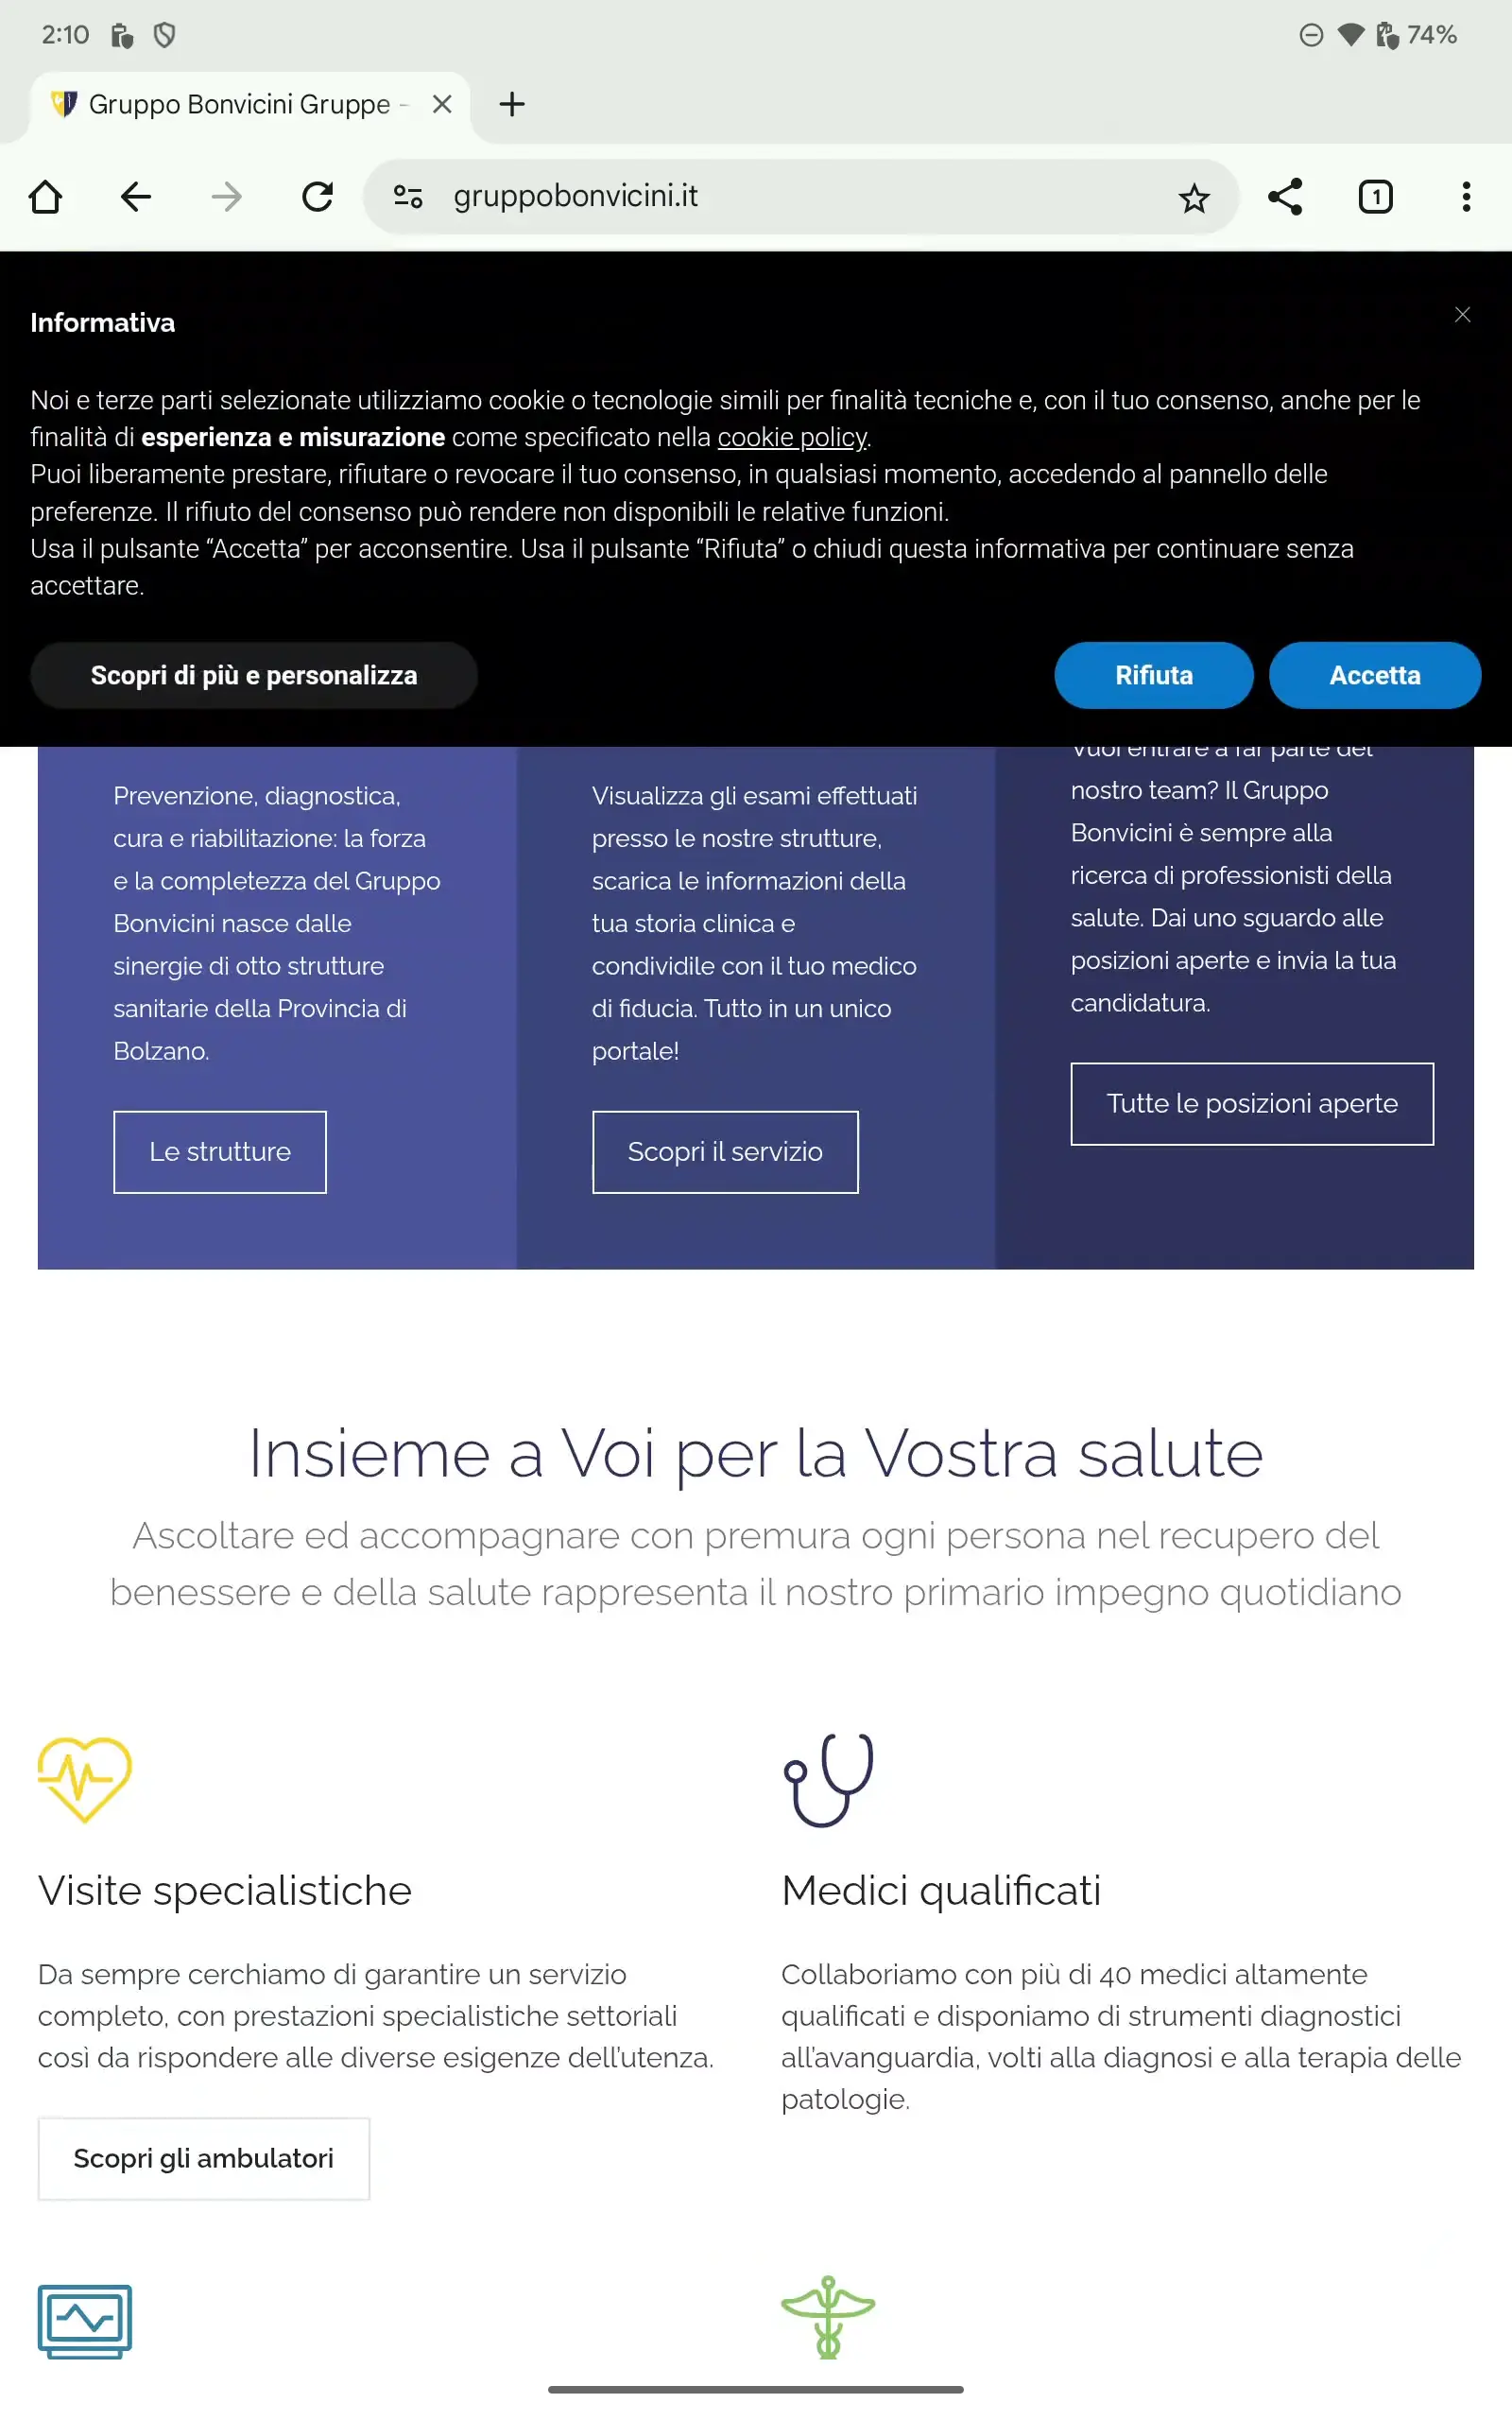 2:10
74%
Gruppo Bonvicini Gruppe -
gruppobonvicini.it
1
Informativa
Noi e terze parti selezionate utilizziamo cookie o tecnologie simili per finalità tecniche e, con il tuo consenso, anche per le
finalità di esperienza e misurazione come specificato nella cookie policy.
Puoi liberamente prestare, rifiutare o revocare il tuo consenso, in qualsiasi momento, accedendo al pannello delle
preferenze. Il rifiuto del consenso può rendere non disponibili le relative funzioni.
Usa il pulsante “Accetta” per acconsentire. Usa il pulsante “Rifiuta” o chiudi questa informativa per continuare senza
accettare.
Scopri di più e personalizza
Rifiuta
Accetta
Prevenzione, diagnostica,
cura e riabilitazione: la forza
e la completezza del Gruppo
Bonvicini nasce dalle
sinergie di otto strutture
sanitarie della Provincia di
Bolzano.
Le strutture
Visualizza gli esami effettuati
presso le nostre strutture,
scarica le informazioni della
tua storia clinica e
condividile con il tuo medico
di fiducia. Tutto in un unico
portale!
Scopri il servizio
Vuoi entrare a far parte del
nostro team? Il Gruppo
Bonvicini è sempre alla
ricerca di professionisti della
salute. Dai uno sguardo alle
posizioni aperte e invia la tua
candidatura.
Tutte le posizioni aperte
Insieme a Voi per la Vostra salute
Ascoltare ed accompagnare con premura ogni persona nel recupero del
benessere e della salute rappresenta il nostro primario impegno quotidiano
Visite specialistiche
Da sempre cerchiamo di garantire un servizio
completo, con prestazioni specialistiche settoriali
così da rispondere alle diverse esigenze dell'utenza.
Scopri gli ambulatori
Medici qualificati
Collaboriamo con più di 40 medici altamente
qualificati e disponiamo di strumenti diagnostici
all'avanguardia, volti alla diagnosi e alla terapia delle
patologie.